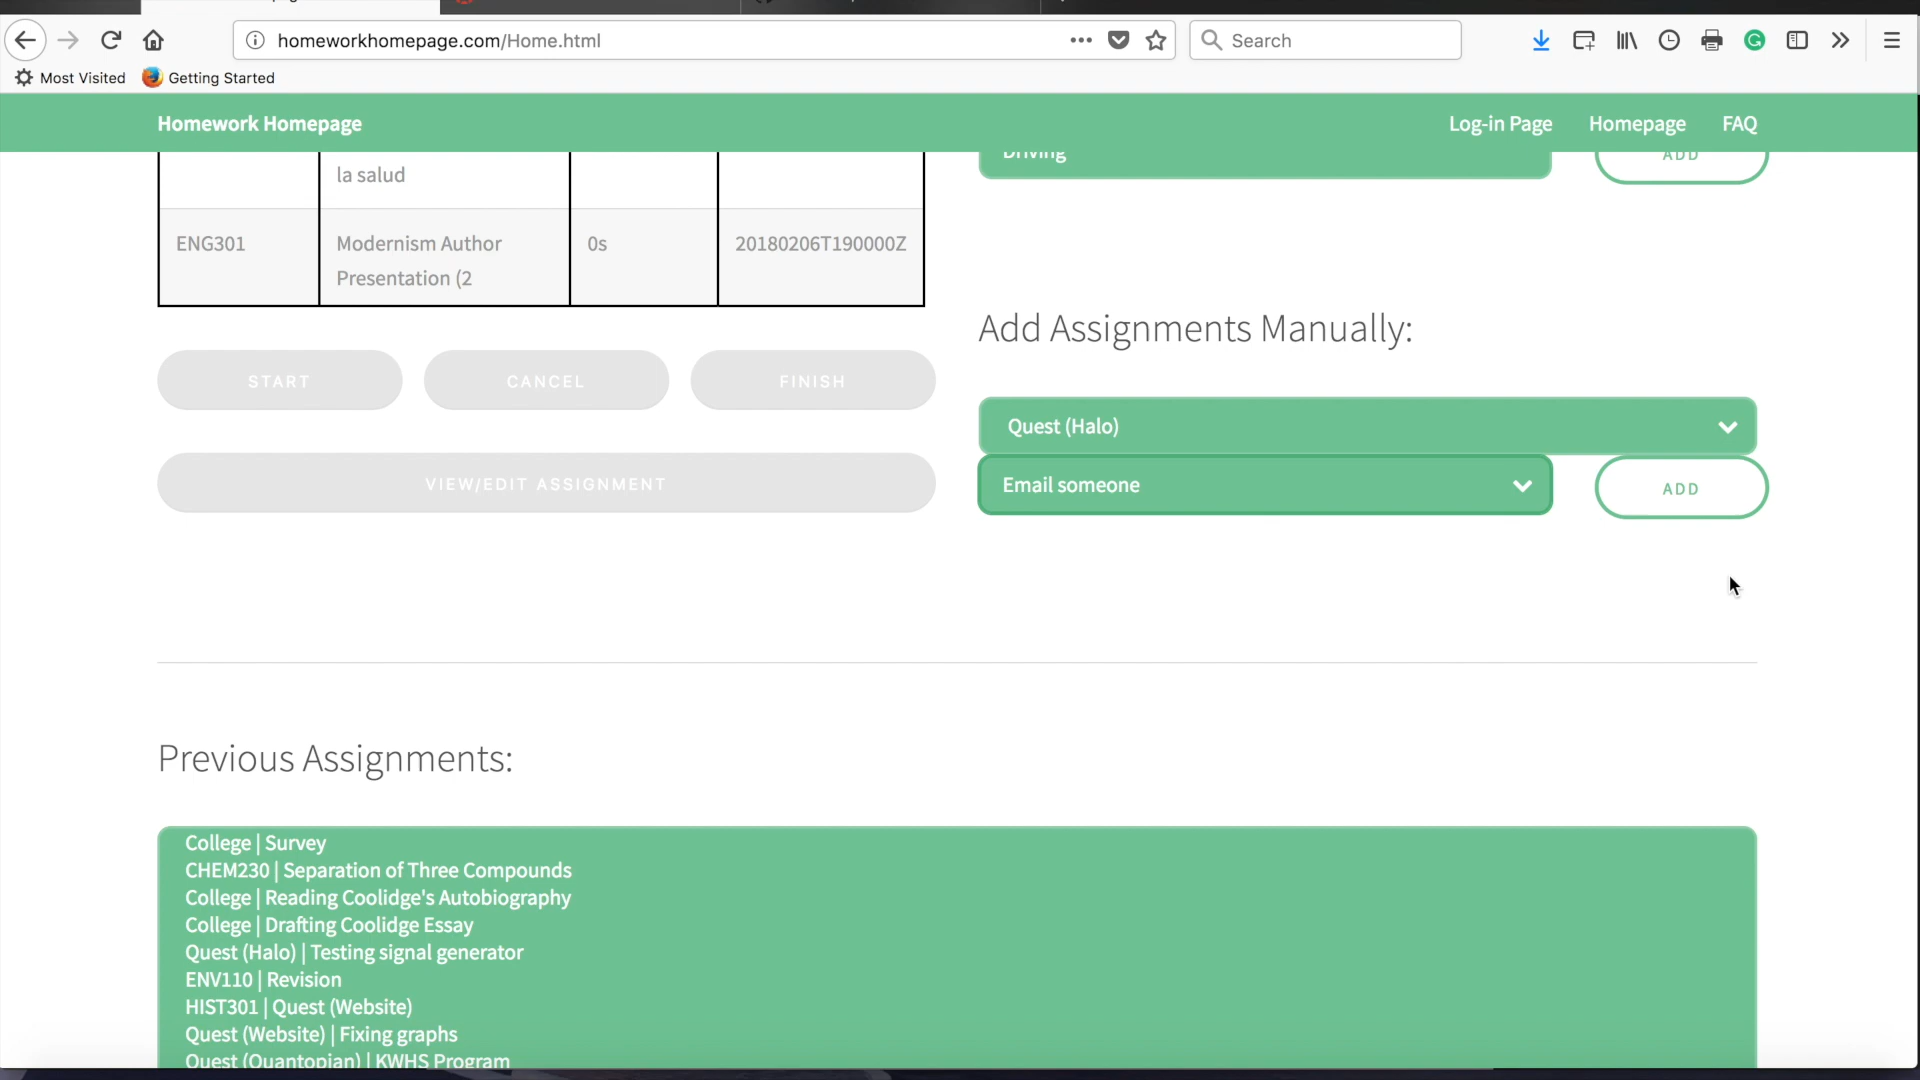 homeworkhomepage.com/Home.html
Search
Most Visited
Getting Started
Homework Homepage
Log-in Page
Homepage
FAQ
la salud
Driving
ADD
ENG301
Modernism Author
Presentation (2
0s
20180206T190000Z
Add Assignments Manually:
START
CANCEL
FINISH
Quest (Halo)
VIEW/EDIT ASSIGNMENT
Email someone
ADD
Previous Assignments:
College | Survey
CHEM230 | Separation of Three Compounds
College | Reading Coolidge's Autobiography
College | Drafting Coolidge Essay
Quest (Halo) | Testing signal generator
ENV110 | Revision
HIST301 | Quest (Website)
Quest (Website) | Fixing graphs
Quest (Quantopian) | KWHS Program